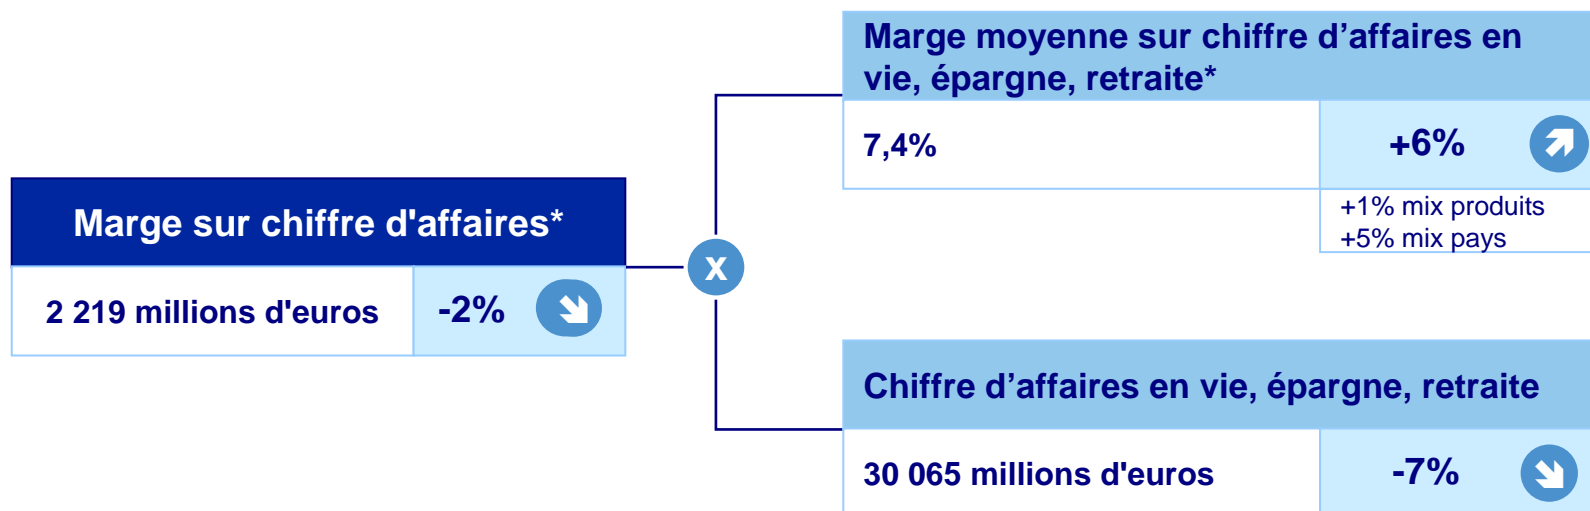 Marge moyenne sur chiffre d’affaires en
vie, épargne, retraite*
7,4%
+6%
+1% mix produits
+5% mix pays
Marge sur chiffre d'affaires*
2 219 millions d'euros
-2%
X
Chiffre d’affaires en vie, épargne, retraite
30 065 millions d'euros
-7%